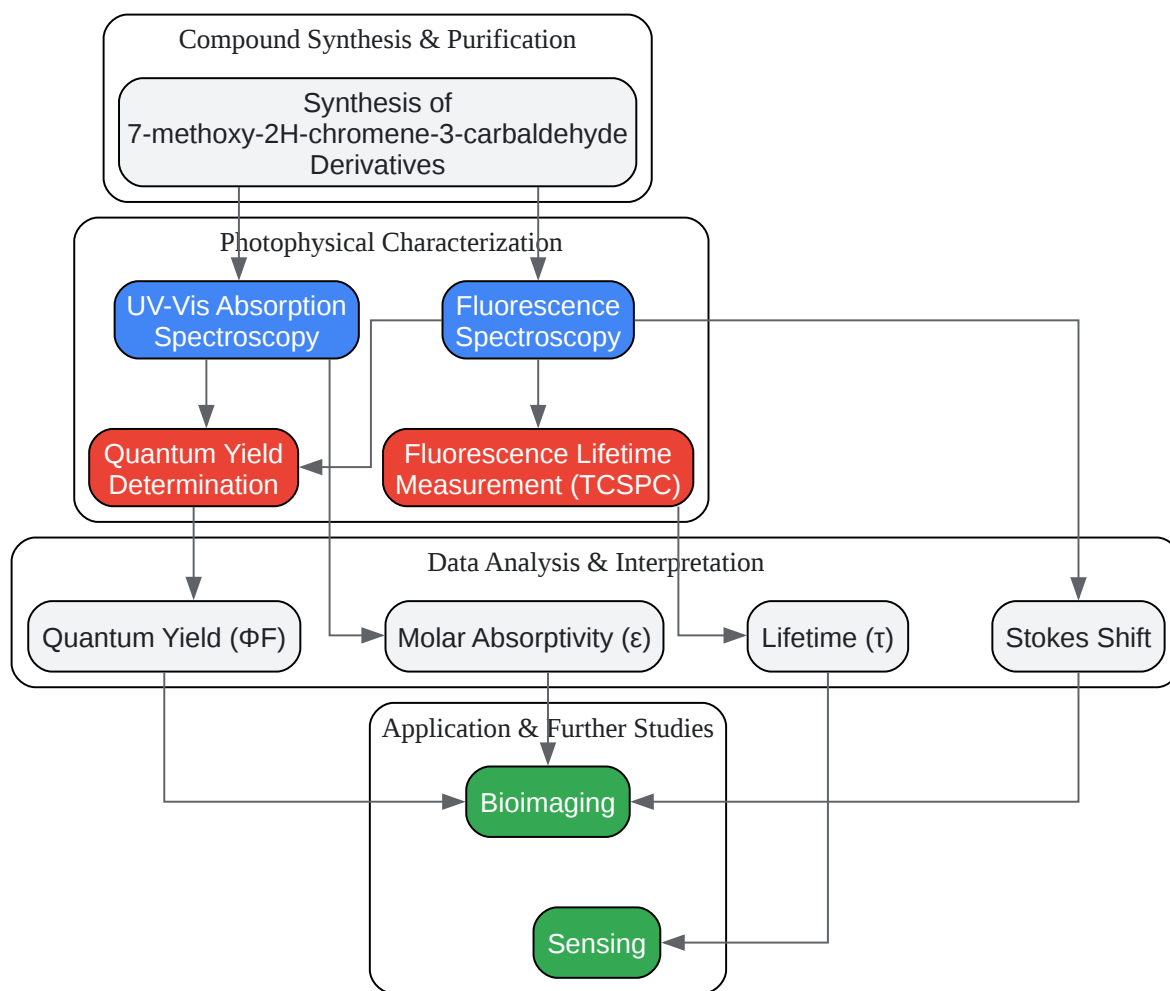 Compound Synthesis & Purification
Synthesis of
7-methoxy-2H-chromene-3-carbaldehyde
Derivatives
Photophysical Characterization
UV-Vis Absorption
Spectroscopy
Fluorescence
Spectroscopy
Quantum Yield
Determination
Fluorescence Lifetime
Measurement (TCSPC)
Data Analysis & Interpretation
Quantum Yield (ΦF)
Molar Absorptivity (ε)
Lifetime (τ)
Stokes Shift
Application & Further Studies
Bioimaging
Sensing